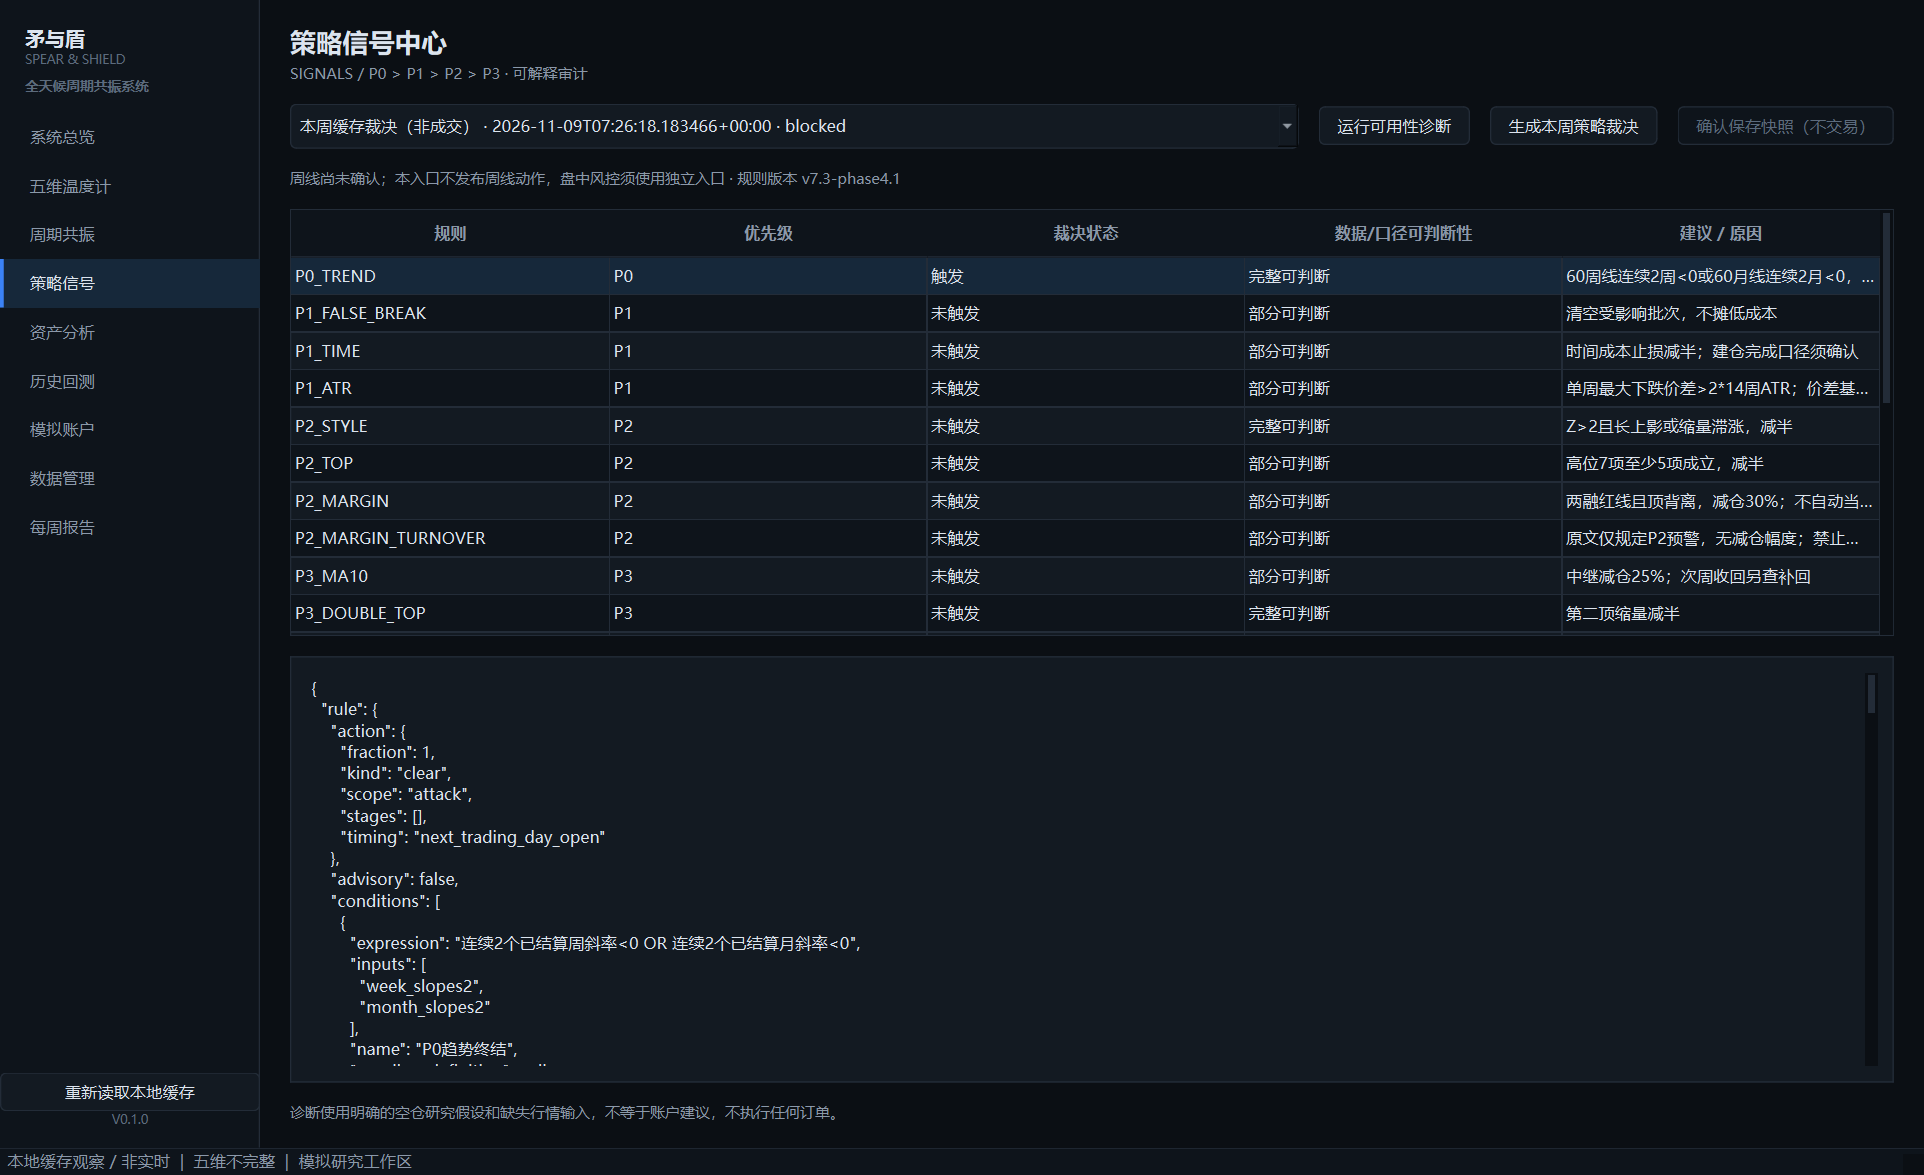 矛与盾
SPEAR & SHIELD
全天候周期共振系统
系统总览
五维温度计
周期共振
策略信号
资产分析
历史回测
模拟账户
数据管理
每周报告
重新读取本地缓存
V0.1.0
策略信号中心
SIGNALS / P0 > P1 > P2 > P3 · 可解释审计
本周缓存裁决（非成交） · 2026-11-09T07:26:18.183466+00:00 · blocked
运行可用性诊断
生成本周策略裁决
确认保存快照（不交易）
周线尚未确认；本入口不发布周线动作，盘中风控须使用独立入口 · 规则版本 v7.3-phase4.1
规则 优先级 裁决状态 数据/口径可判断性 建议 / 原因
P0_TREND P0 触发 完整可判断 60周线连续2周<0或60月线连续2月<0，...
P1_FALSE_BREAK P1 未触发 部分可判断 清空受影响批次，不摊低成本
P1_TIME P1 未触发 部分可判断 时间成本止损减半；建仓完成口径须确认
P1_ATR P1 未触发 部分可判断 单周最大下跌价差>2*14周ATR；价差基...
P2_STYLE P2 未触发 完整可判断 Z>2且长上影或缩量滞涨，减半
P2_TOP P2 未触发 部分可判断 高位7项至少5项成立，减半
P2_MARGIN P2 未触发 部分可判断 两融红线且顶背离，减仓30%；不自动当...
P2_MARGIN_TURNOVER P2 未触发 部分可判断 原文仅规定P2预警，无减仓幅度；禁止...
P3_MA10 P3 未触发 部分可判断 中继减仓25%；次周收回另查补回
P3_DOUBLE_TOP P3 未触发 完整可判断 第二顶缩量减半
{
"rule": {
"action": {
"fraction": 1,
"kind": "clear",
"scope": "attack",
"stages": [],
"timing": "next_trading_day_open"
},
"advisory": false,
"conditions": [
{
"expression": "连续2个已结算周斜率<0 OR 连续2个已结算月斜率<0",
"inputs": [
"week_slopes2",
"month_slopes2"
],
"name": "P0趋势终结",
诊断使用明确的空仓研究假设和缺失行情输入，不等于账户建议，不执行任何订单。
本地缓存观察 / 非实时 | 五维不完整 | 模拟研究工作区